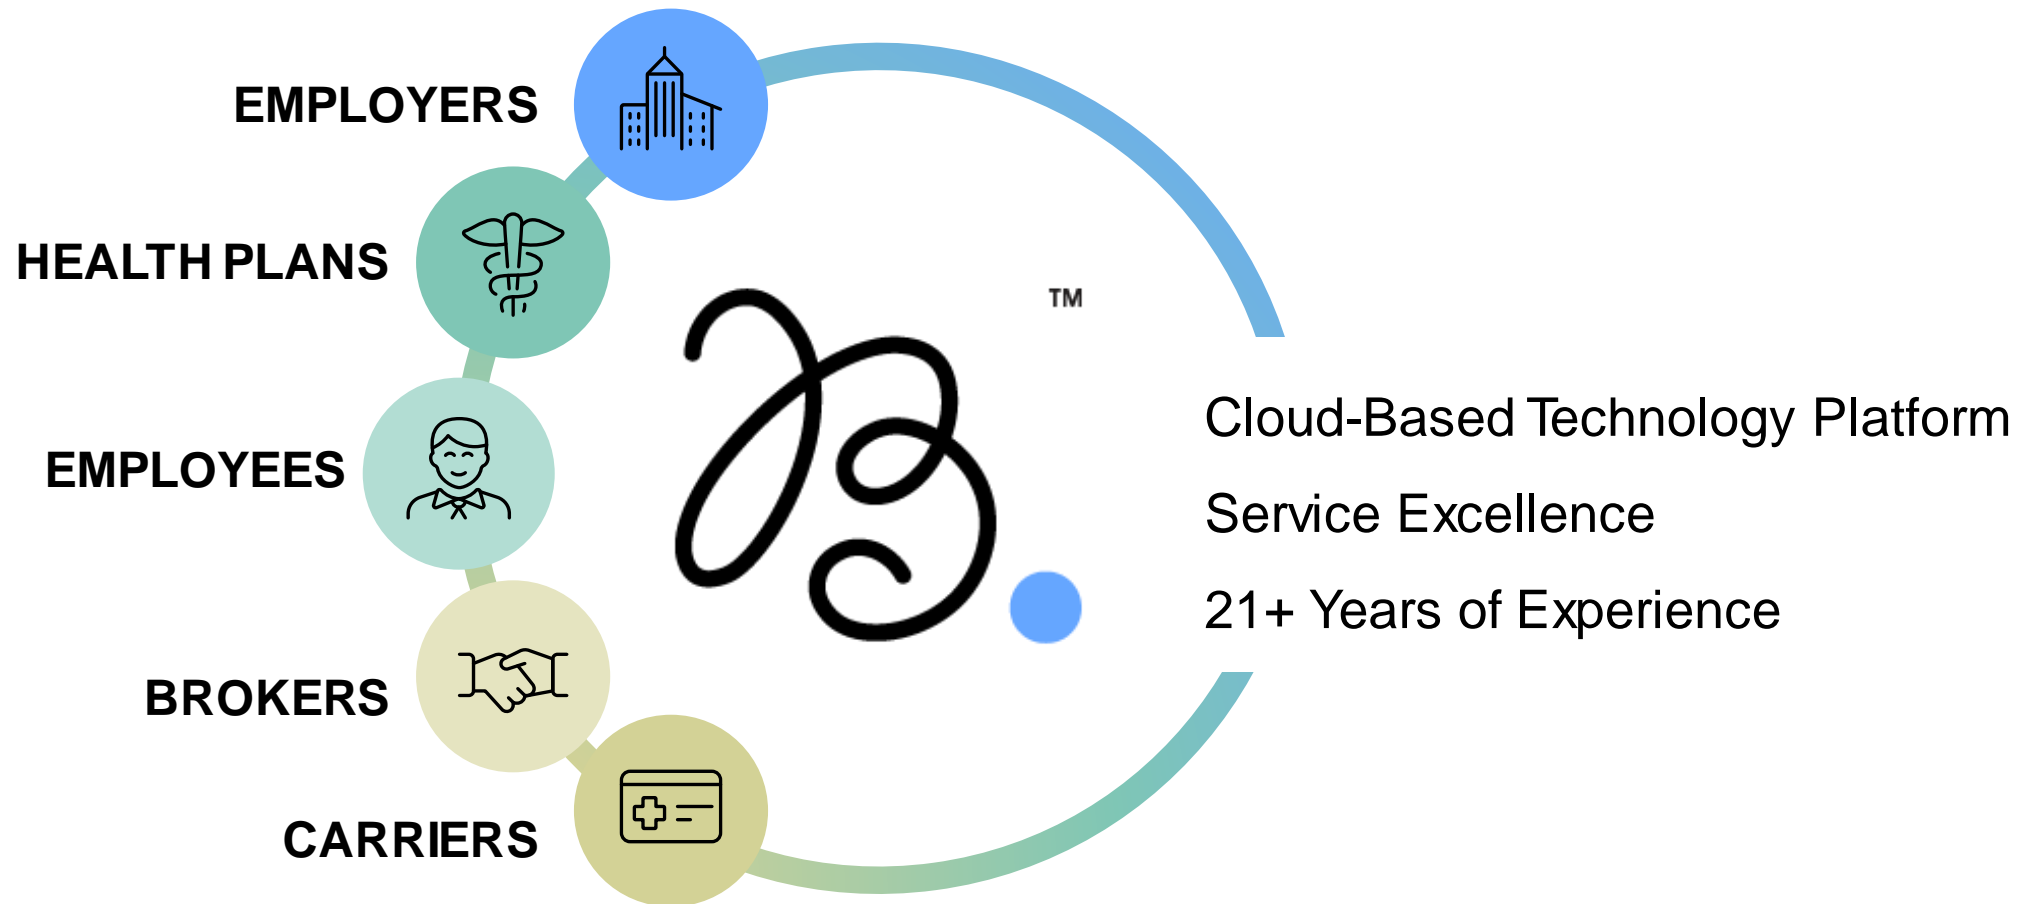 EMPLOYERS
HEALTH PLANS
EMPLOYEES
BROKERS
CARRIERS
B.
TM
Cloud-Based Technology Platform
Service Excellence
21+ Years of Experience